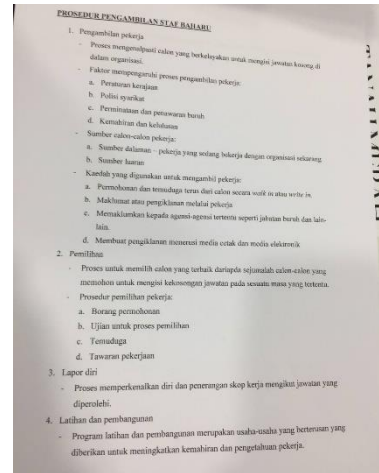 PROSEDUR PENGAMBILAN STAF BAHARU
1. Pengambilan pekerja
- Proses mengenalpasti calon yang berkelayakan untuk mengisi jawatan kosong di
dalam organisasi.
- Faktor mempengaruhi proses pengambilan pekerja:
a. Peraturan kerajaan
b. Polisi syarikat
c. Permintaan dan penawaran buruh
d. Kemahiran dan kelulusan
- Sumber calon-calon pekerja:
a. Sumber dalaman – pekerja yang sedang bekerja dengan organisasi sekarang
b. Sumber luaran
- Kaedah yang digunakan untuk mengambil pekerja:
a. Permohonan dan temuduga terus dari calon secara work in atau write in.
b. Maklumat atau pengiklanan melalui pekerja
c. Memaklumkan kepada agensi-agensi tertentu seperti jabatan buruh dan lain-
lain.
d. Membuat pengiklanan menerusi media cetak dan media elektronik
2. Pemilihan
- Proses untuk memilih calon yang terbaik daripada sejumlah calon-calon yang
memohon untuk mengisi kekosongan jawatan pada sesuatu masa yang tertentu.
- Prosedur pemilihan pekerja:
a. Borang permohonan
b. Ujian untuk proses pemilihan
c. Temuduga
d. Tawaran pekerjaan
3. Lapor diri
- Proses memperkenalkan diri dan penerangan skop kerja mengikut jawatan yang
diperolehi.
4. Latihan dan pembangunan
- Program latihan dan pembangunan merupakan usaha-usaha yang berterusan yang
diberikan untuk meningkatkan kemahiran dan pengetahuan pekerja.